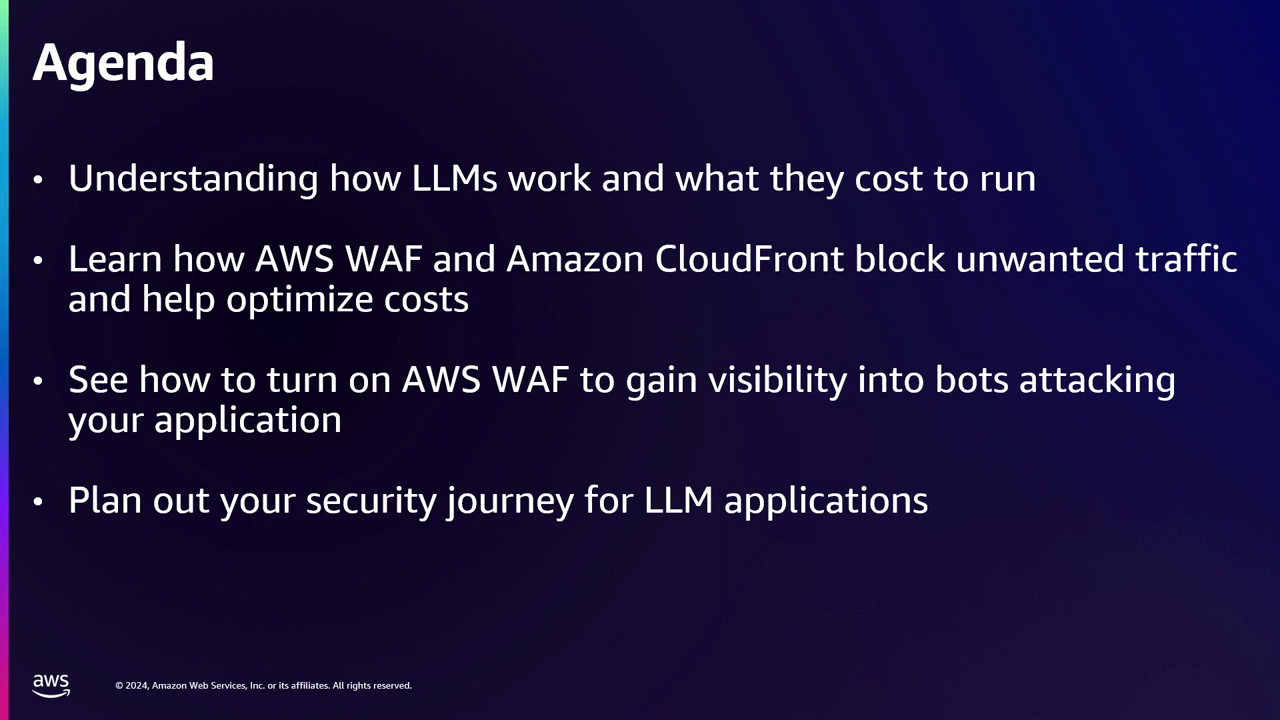 Agenda
• Understanding how LLMs work and what they cost to run
• Learn how AWS WAF and Amazon CloudFront block unwanted traffic
and help optimize costs
• See how to turn on AWS WAF to gain visibility into bots attacking
your application
• Plan out your security journey for LLM applications
aws
© 2024, Amazon Web Services, Inc. or its affiliates. All rights reserved.